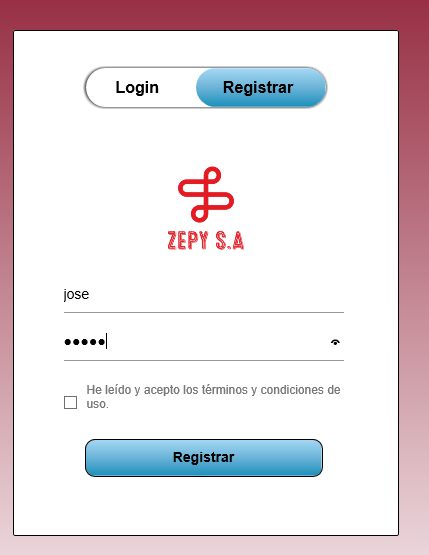 Login
Registrar
ZEPY S.A
jose
●●●●●
He leído y acepto los términos y condiciones de
uso.
Registrar